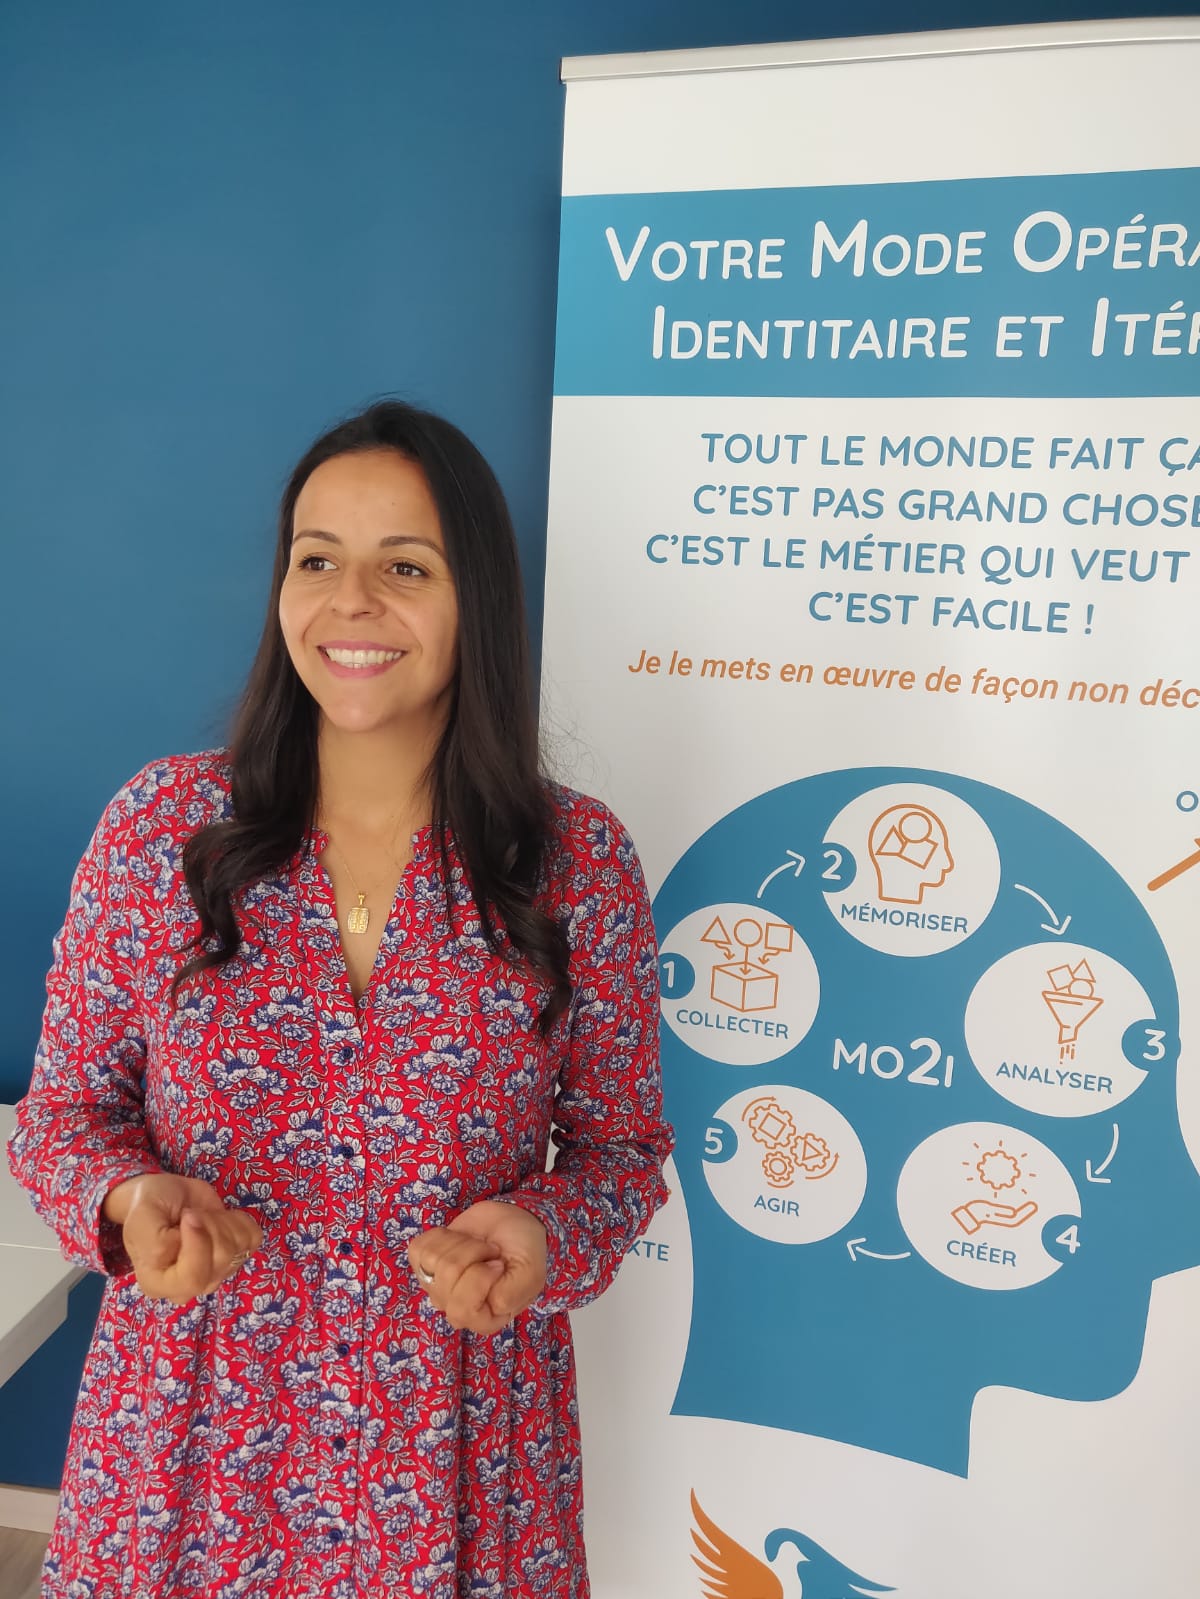 VOTRE MODE OPÉRA
IDENTITAIRE ET ITÉR
TOUT LE MONDE FAIT ÇA
C'EST PAS GRAND CHOSE
C'EST LE MÉTIER QUI VEUT
C'EST FACILE !
Je le mets en œuvre de façon non déc
O
2
MÉMORISER
1
COLLECTER
3
ANALYSER
MO2I
5
AGIR
4
CRÉER
XTE